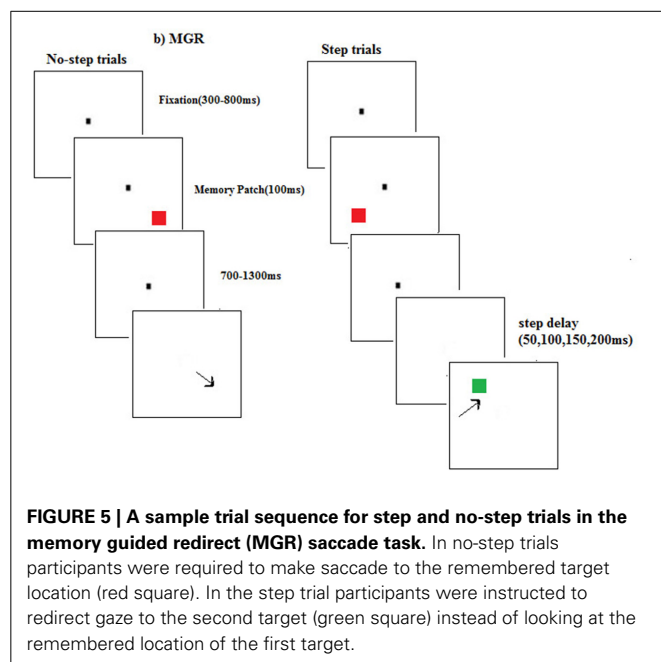 b) MGR
No-step trials
Step trials
Fixation(300-800ms)
Memory Patch(100ms)
700-1300ms
step delay
(50,100,150,200ms)
FIGURE 5 | A sample trial sequence for step and no-step trials in the
memory guided redirect (MGR) saccade task. In no-step trials
participants were required to make saccade to the remembered target
location (red square). In the step trial participants were instructed to
redirect gaze to the second target (green square) instead of looking at the
remembered location of the first target.